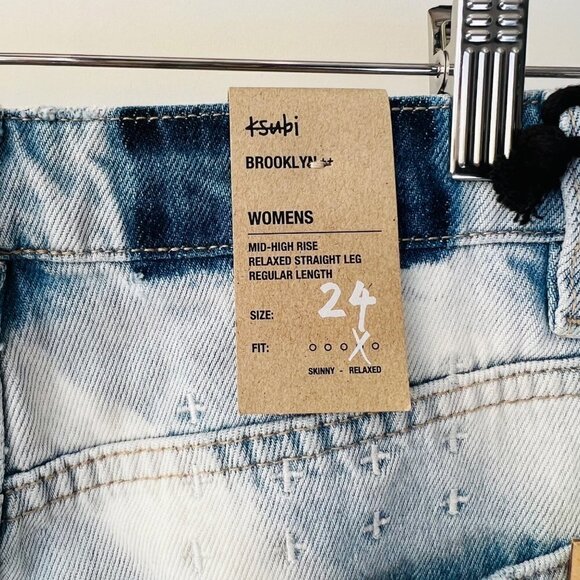 ksubi
BROOKLYN ++
WOMENS
MID-HIGH RISE
RELAXED STRAIGHT LEG
REGULAR LENGTH
SIZE: 24
FIT: ○ ○ ○ X ○
SKINNY - RELAXED